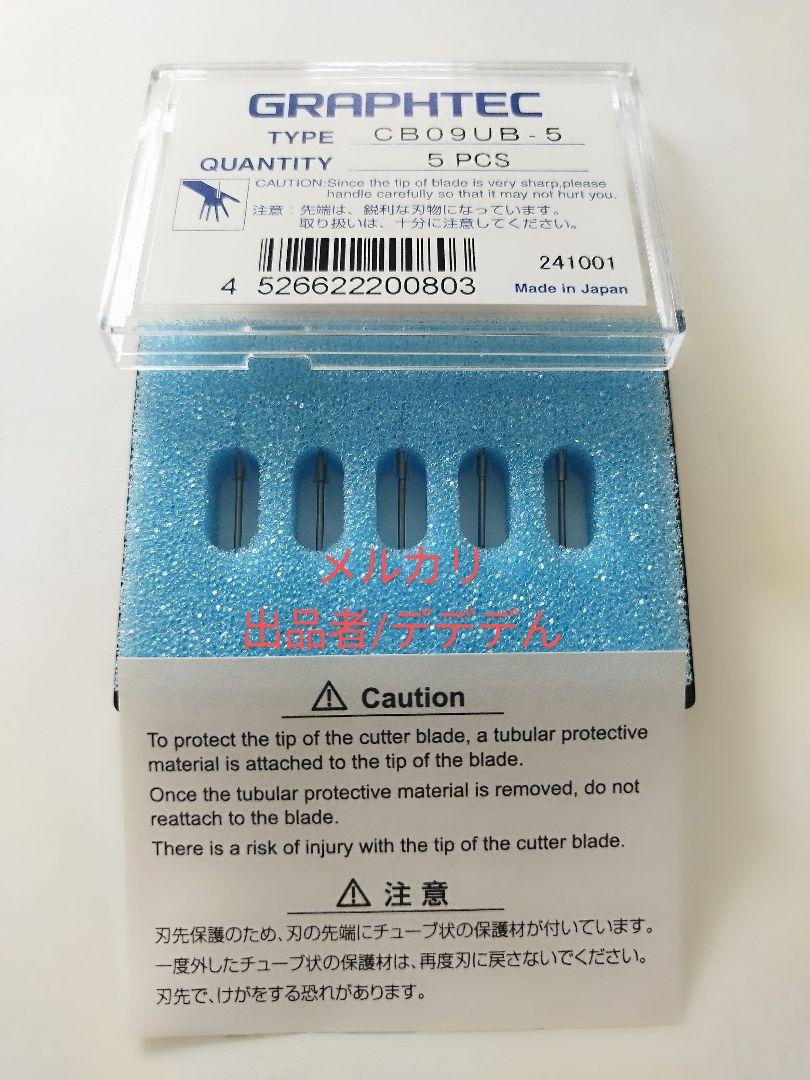 GRAPHTEC
TYPE CB09UB-5
QUANTITY 5 PCS
CAUTION:Since the tip of blade is very sharp,please
handle carefully so that it may not hurt you.
注意：先端は、鋭利な刃物になっています。
取り扱いは、十分に注意してください。
241001
4 526622200803
Made in Japan
メルカリ
出品者/デデデん
⚠ Caution
To protect the tip of the cutter blade, a tubular protective
material is attached to the tip of the blade.
Once the tubular protective material is removed, do not
reattach to the blade.
There is a risk of injury with the tip of the cutter blade.
⚠ 注意
刃先保護のため、刃の先端にチューブ状の保護材が付いています。
一度外したチューブ状の保護材は、再度刃に戻さないでください。
刃先で、けがをする恐れがあります。